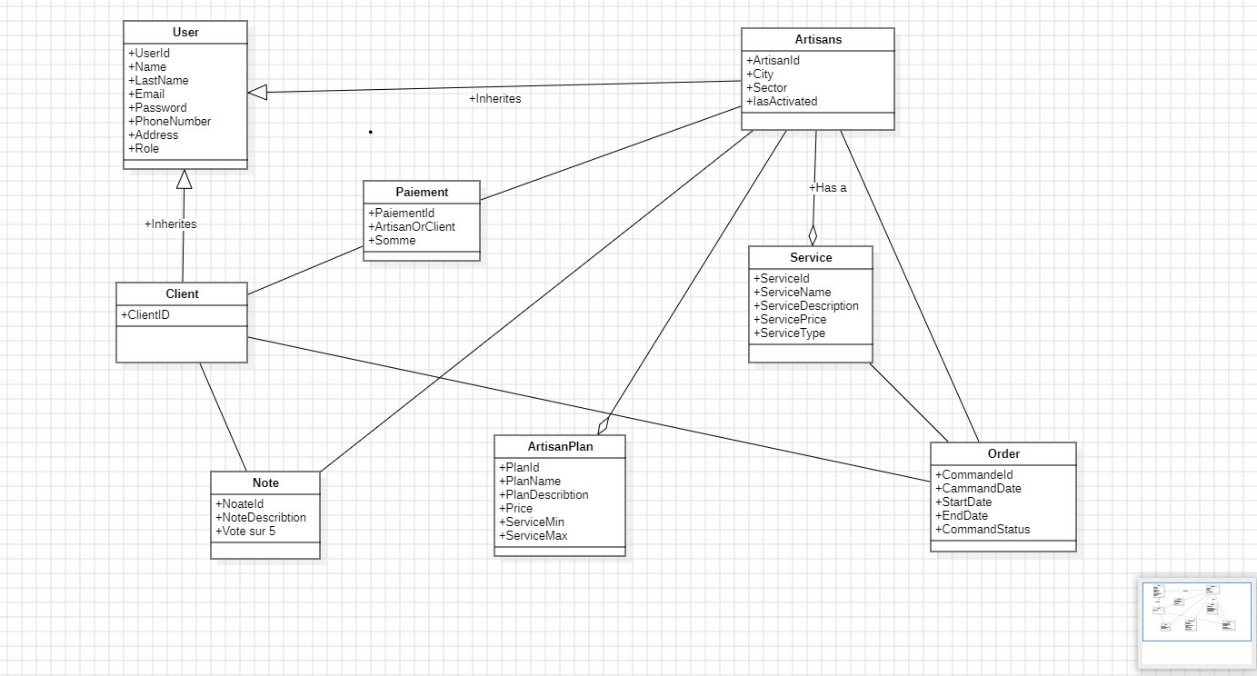 User
+UserId
+Name
+LastName
+Email
+Password
+PhoneNumber
+Address
+Role
Artisans
+ArtisanId
+City
+Sector
+IasActivated
+Inherites
+Inherites
Paiement
+PaiementId
+ArtisanOrClient
+Somme
+Has a
Client
+ClientID
Service
+ServiceId
+ServiceName
+ServiceDescription
+ServicePrice
+ServiceType
Note
+NoateId
+NoteDescribtion
+Vote sur 5
ArtisanPlan
+PlanId
+PlanName
+PlanDescribtion
+Price
+ServiceMin
+ServiceMax
Order
+CommandeId
+CammandDate
+StartDate
+EndDate
+CommandStatus